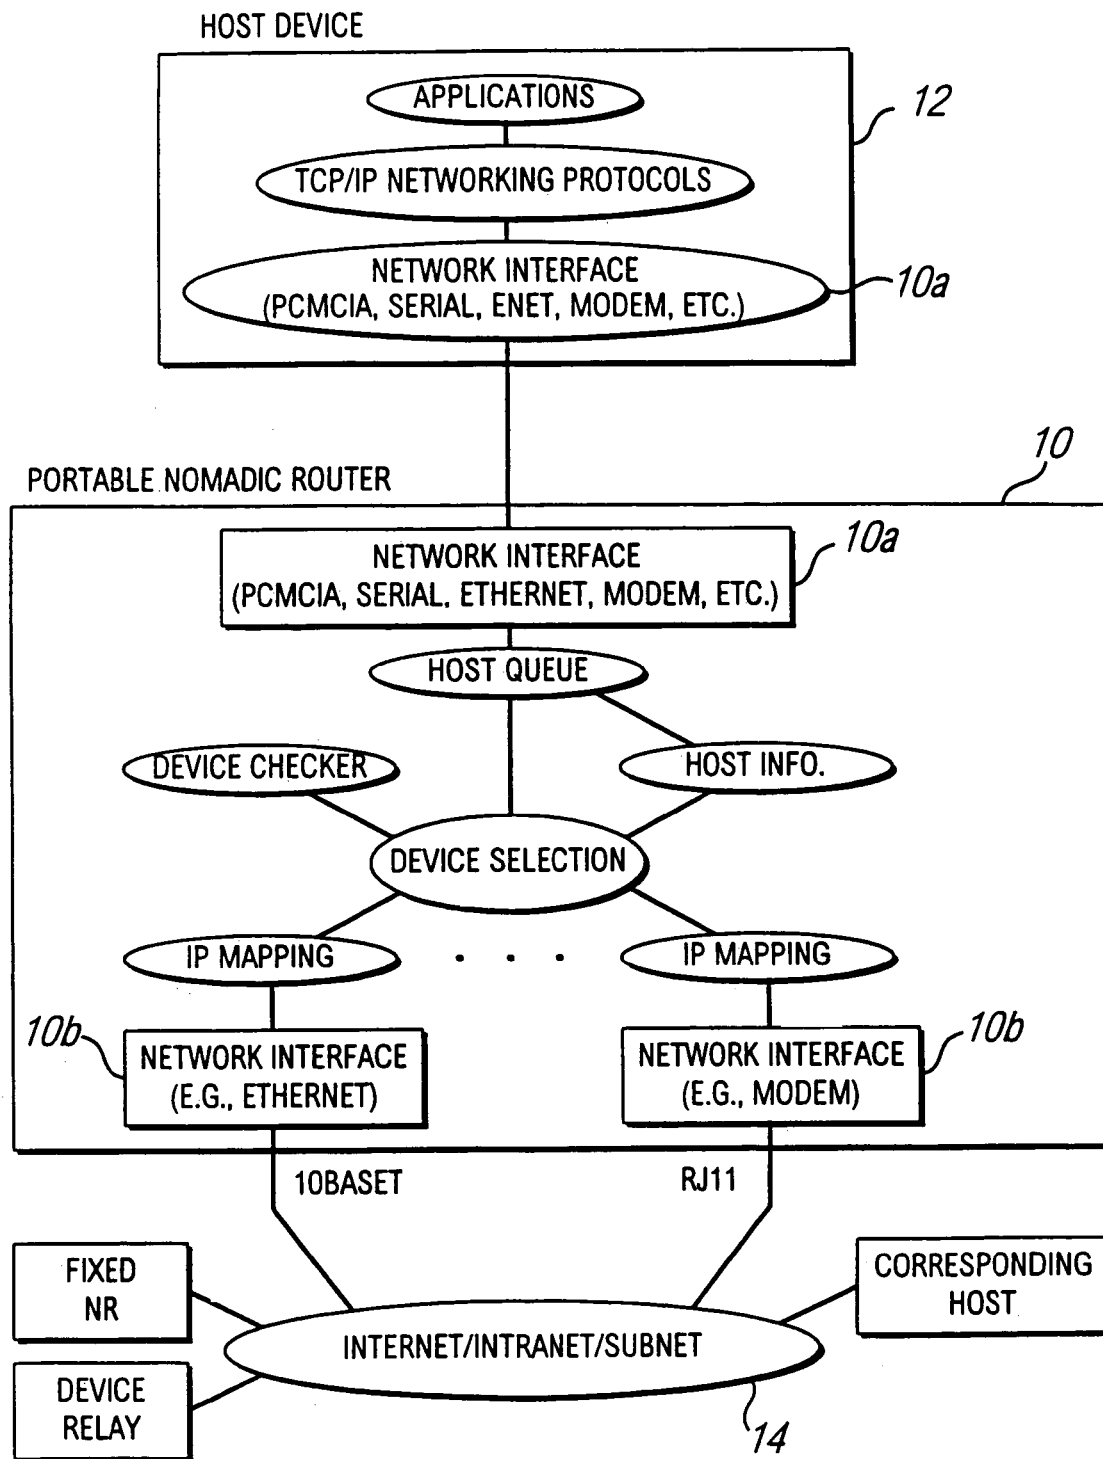 HOST DEVICE
APPLICATIONS
12
TCP/IP NETWORKING PROTOCOLS
NETWORK INTERFACE
(PCMCIA, SERIAL, ENET, MODEM, ETC.)
10a
PORTABLE NOMADIC ROUTER
10
NETWORK INTERFACE
(PCMCIA, SERIAL, ETHERNET, MODEM, ETC.)
10a
HOST QUEUE
DEVICE CHECKER
HOST INFO.
DEVICE SELECTION
IP MAPPING
. . .
IP MAPPING
10b
NETWORK INTERFACE
(E.G., ETHERNET)
NETWORK INTERFACE
(E.G., MODEM)
10b
10BASET
RJ11
FIXED
NR
CORRESPONDING
HOST
INTERNET/INTRANET/SUBNET
DEVICE
RELAY
14